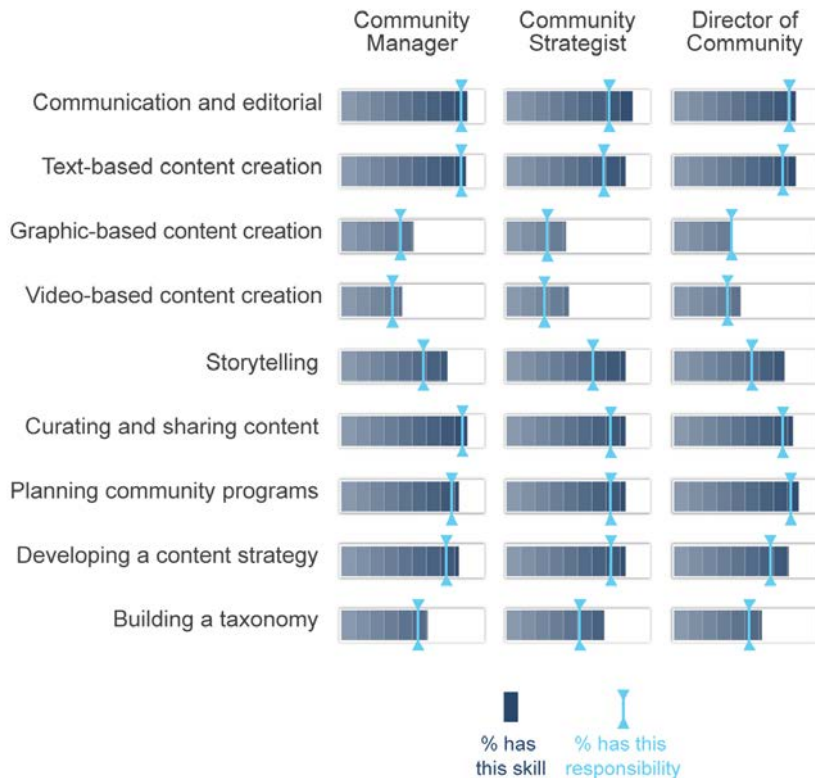 Community Manager
Community Strategist
Director of Community
Communication and editorial
Text-based content creation
Graphic-based content creation
Video-based content creation
Storytelling
Curating and sharing content
Planning community programs
Developing a content strategy
Building a taxonomy
% has this skill
% has this responsibility